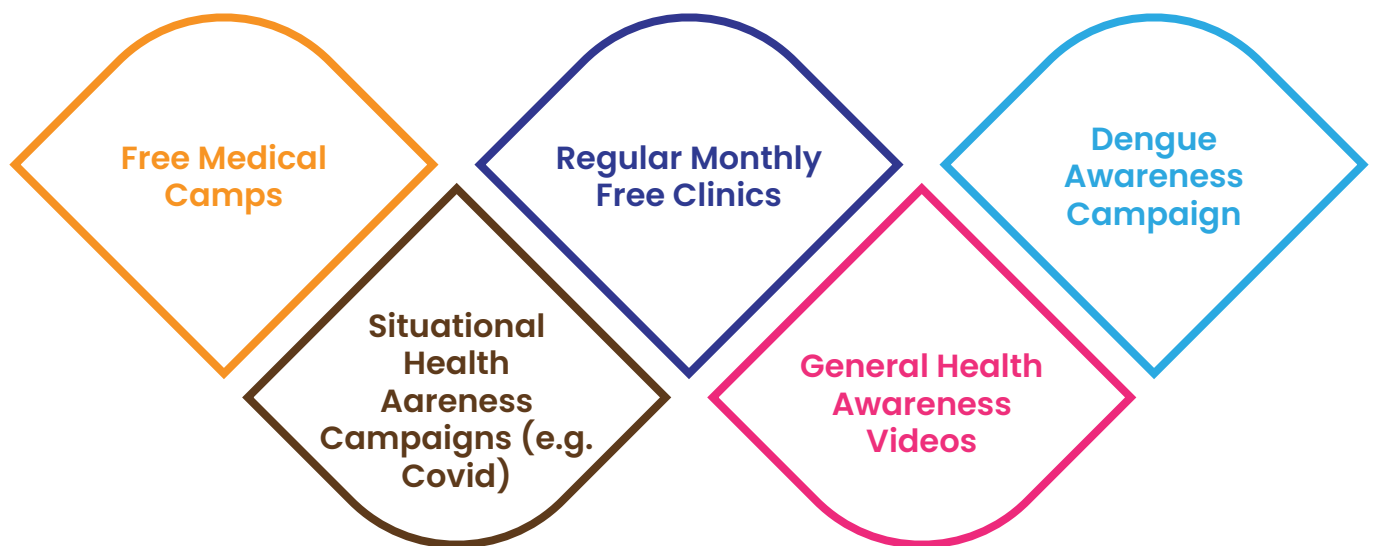 Free Medical
Camps
Situational
Health
Aareness
Campaigns (e.g.
Covid)
Regular Monthly
Free Clinics
General Health
Awareness
Videos
Dengue
Awareness
Campaign